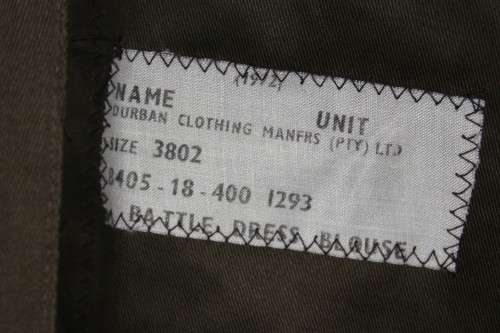 (1972)
NAME UNIT
DURBAN CLOTHING MANFRS (PTY) LTD
SIZE 3802
8405-18-400 1293
BATTLE DRESS BLOUSE